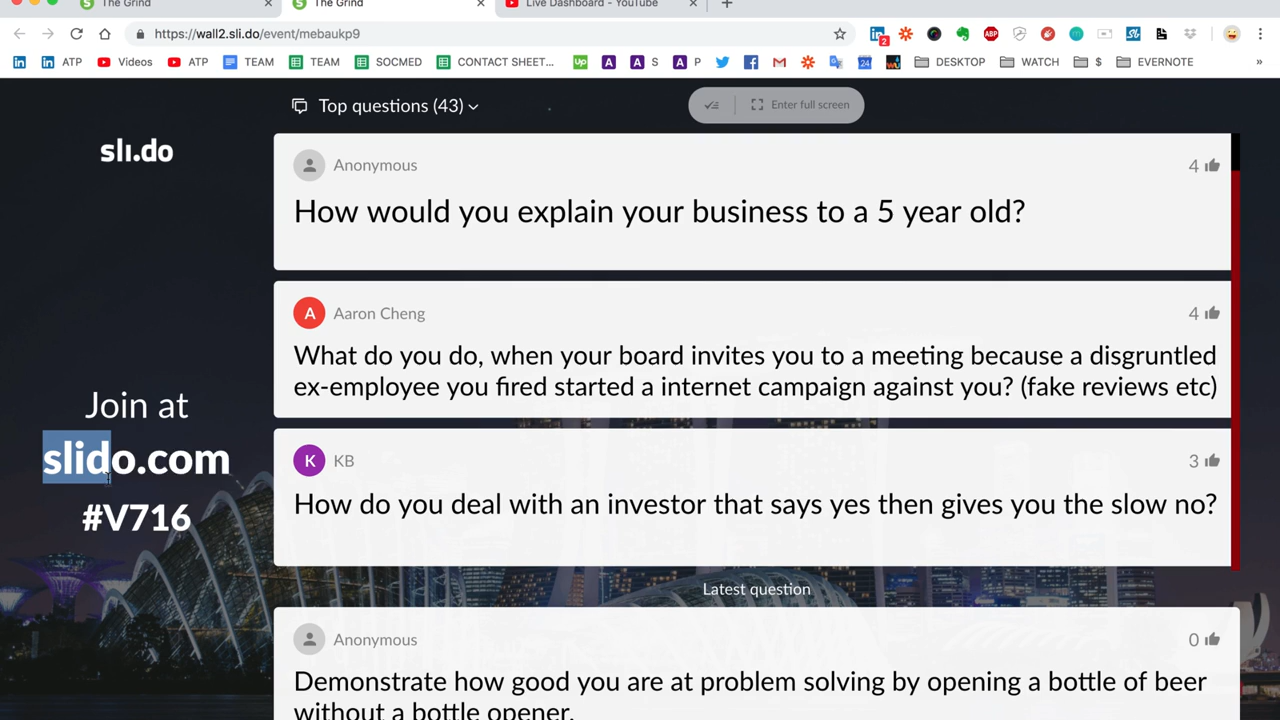 The Grind
The Grind
Live Dashboard - YouTube
https://wall2.sli.do/event/mebaukp9
2
ABP
ATP
Videos
ATP
TEAM
TEAM
SOCMED
CONTACT SHEET...
up
A
A S
A P
24
DESKTOP
WATCH
$
EVERNOTE
»
Top questions (43)
Enter full screen
sli.do
Anonymous
4
How would you explain your business to a 5 year old?
A
Aaron Cheng
4
What do you do, when your board invites you to a meeting because a disgruntled
ex-employee you fired started a internet campaign against you? (fake reviews etc)
Join at
slido.com
#V716
K
KB
3
How do you deal with an investor that says yes then gives you the slow no?
Latest question
Anonymous
0
Demonstrate how good you are at problem solving by opening a bottle of beer
without a bottle opener.